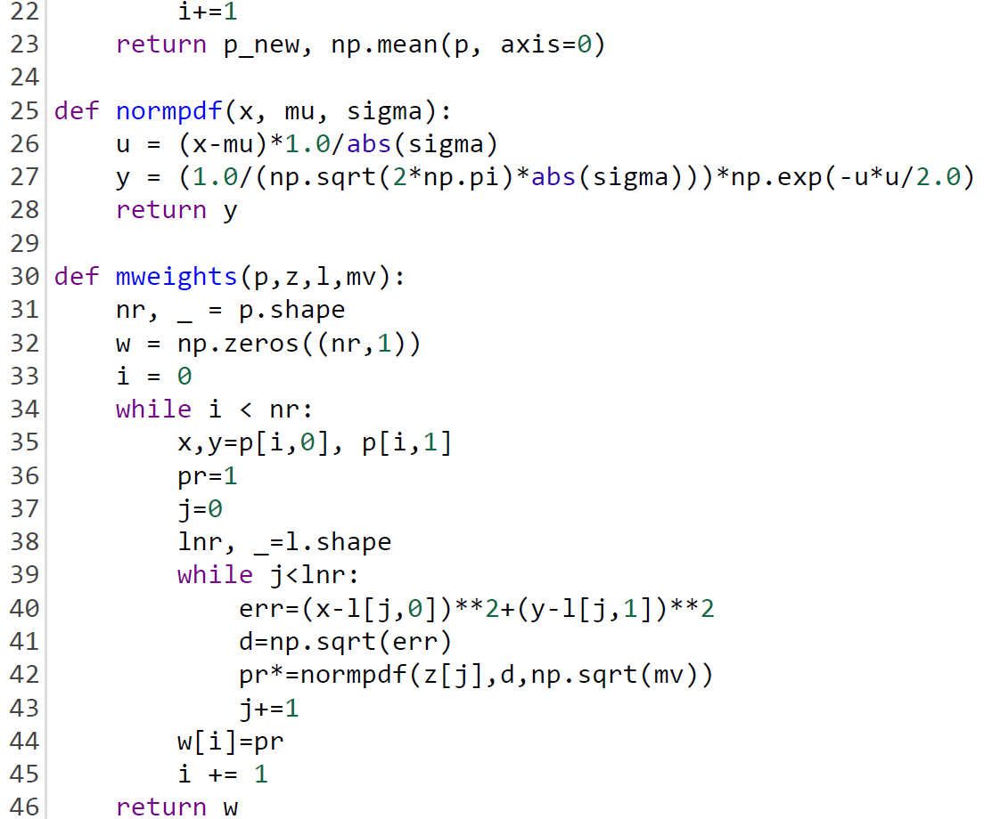 22         i+=1
23     return p_new, np.mean(p, axis=0)
24
25 def normpdf(x, mu, sigma):
26     u = (x-mu)*1.0/abs(sigma)
27     y = (1.0/(np.sqrt(2*np.pi)*abs(sigma)))*np.exp(-u*u/2.0)
28     return y
29
30 def mweights(p,z,l,mv):
31     nr, _ = p.shape
32     w = np.zeros((nr,1))
33     i = 0
34     while i < nr:
35         x,y=p[i,0], p[i,1]
36         pr=1
37         j=0
38         lnr, _=l.shape
39         while j<lnr:
40             err=(x-l[j,0])**2+(y-l[j,1])**2
41             d=np.sqrt(err)
42             pr*=normpdf(z[j],d,np.sqrt(mv))
43             j+=1
44         w[i]=pr
45         i += 1
46     return w